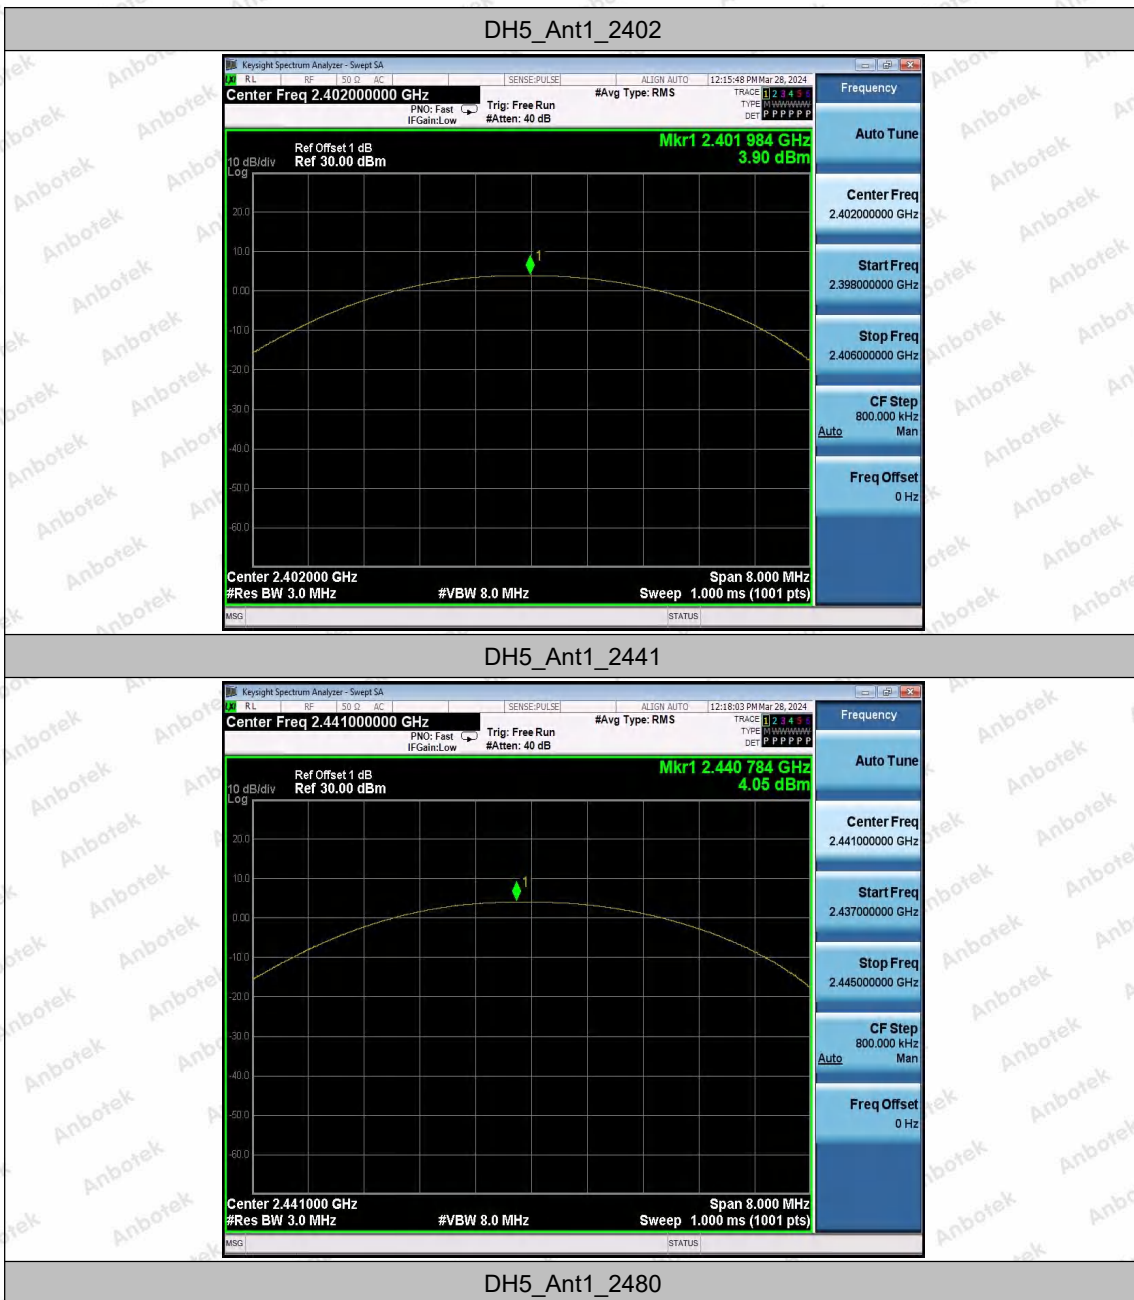 DH5_Ant1_2402
Keysight Spectrum Analyzer - Swept SA
RL RF 50 Ω AC SENSE:PULSE ALIGN AUTO 12:15:48 PM Mar 28, 2024
Center Freq 2.402000000 GHz #Avg Type: RMS TRACE 1 2 3 4 5 6
PNO: Fast Trig: Free Run TYPE M W W W W W
IFGain:Low #Atten: 40 dB DET P P P P P P
Frequency
Mkr1 2.401 984 GHz
3.90 dBm
Ref Offset 1 dB
10 dB/div Ref 30.00 dBm
Log
20.0
10.0
1
0.00
-10.0
-20.0
-30.0
-40.0
-50.0
-60.0
Center 2.402000 GHz Span 8.000 MHz
#Res BW 3.0 MHz #VBW 8.0 MHz Sweep 1.000 ms (1001 pts)
MSG STATUS
Auto Tune
Center Freq
2.402000000 GHz
Start Freq
2.398000000 GHz
Stop Freq
2.406000000 GHz
CF Step
800.000 kHz
Auto Man
Freq Offset
0 Hz
DH5_Ant1_2441
Keysight Spectrum Analyzer - Swept SA
RL RF 50 Ω AC SENSE:PULSE ALIGN AUTO 12:18:03 PM Mar 28, 2024
Center Freq 2.441000000 GHz #Avg Type: RMS TRACE 1 2 3 4 5 6
PNO: Fast Trig: Free Run TYPE M W W W W W
IFGain:Low #Atten: 40 dB DET P P P P P P
Frequency
Mkr1 2.440 784 GHz
4.05 dBm
Ref Offset 1 dB
10 dB/div Ref 30.00 dBm
Log
20.0
10.0
1
0.00
-10.0
-20.0
-30.0
-40.0
-50.0
-60.0
Center 2.441000 GHz Span 8.000 MHz
#Res BW 3.0 MHz #VBW 8.0 MHz Sweep 1.000 ms (1001 pts)
MSG STATUS
Auto Tune
Center Freq
2.441000000 GHz
Start Freq
2.437000000 GHz
Stop Freq
2.445000000 GHz
CF Step
800.000 kHz
Auto Man
Freq Offset
0 Hz
DH5_Ant1_2480
Anbotek